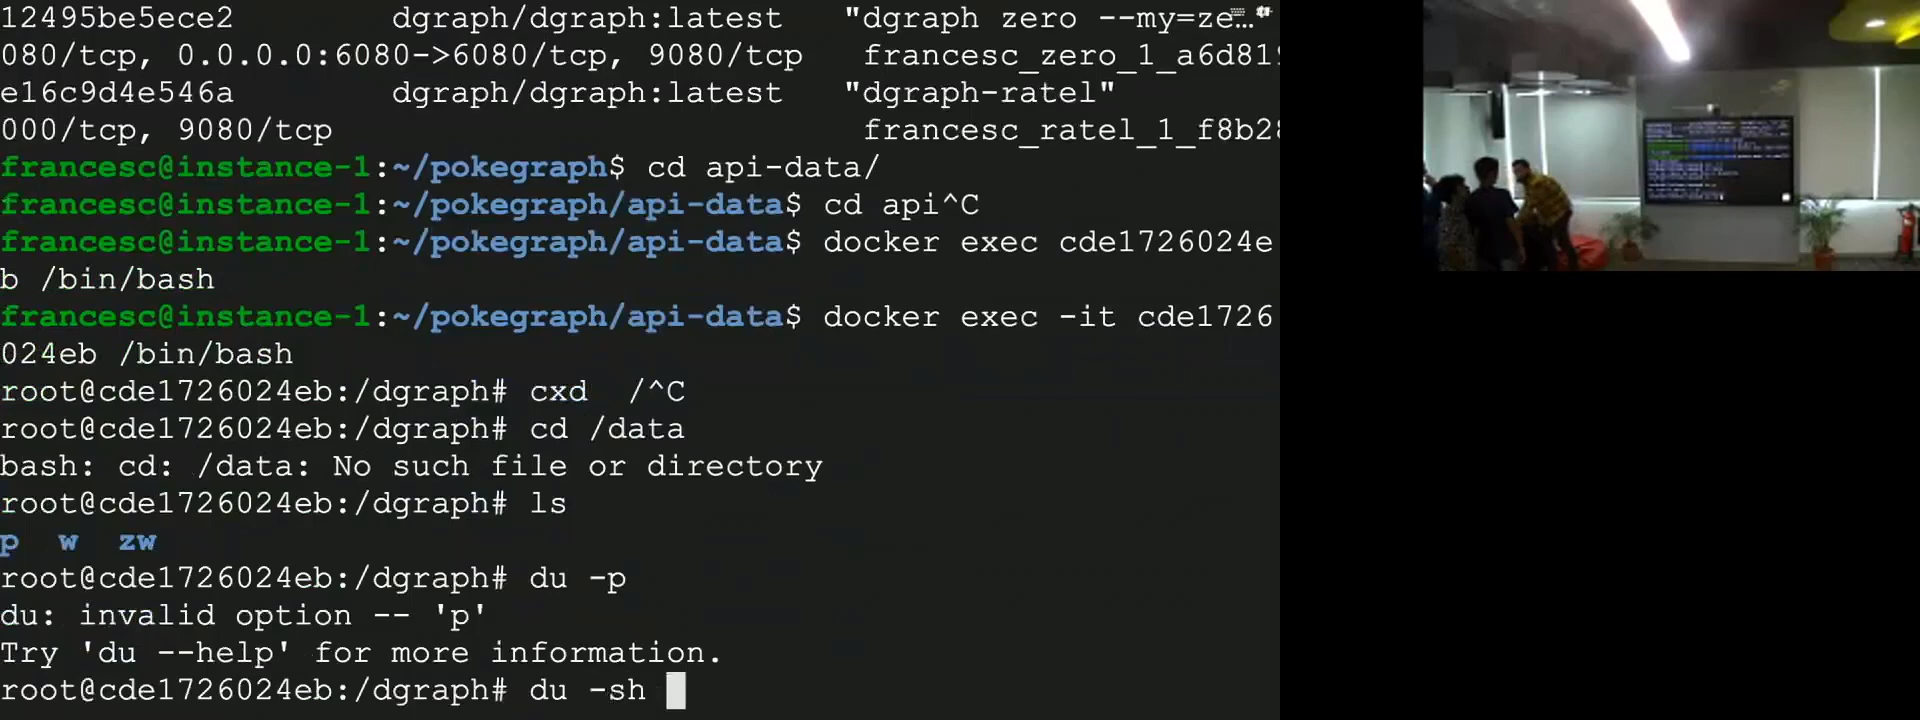 12495be5ece2        dgraph/dgraph:latest   "dgraph zero --my=ze…"
080/tcp, 0.0.0.0:6080->6080/tcp, 9080/tcp   francesc_zero_1_a6d819
e16c9d4e546a        dgraph/dgraph:latest   "dgraph-ratel"
000/tcp, 9080/tcp                           francesc_ratel_1_f8b28
francesc@instance-1:~/pokegraph$ cd api-data/
francesc@instance-1:~/pokegraph/api-data$ cd api^C
francesc@instance-1:~/pokegraph/api-data$ docker exec cde1726024e
b /bin/bash
francesc@instance-1:~/pokegraph/api-data$ docker exec -it cde1726
024eb /bin/bash
root@cde1726024eb:/dgraph# cxd  /^C
root@cde1726024eb:/dgraph# cd /data
bash: cd: /data: No such file or directory
root@cde1726024eb:/dgraph# ls
p  w  zw
root@cde1726024eb:/dgraph# du -p
du: invalid option -- 'p'
Try 'du --help' for more information.
root@cde1726024eb:/dgraph# du -sh